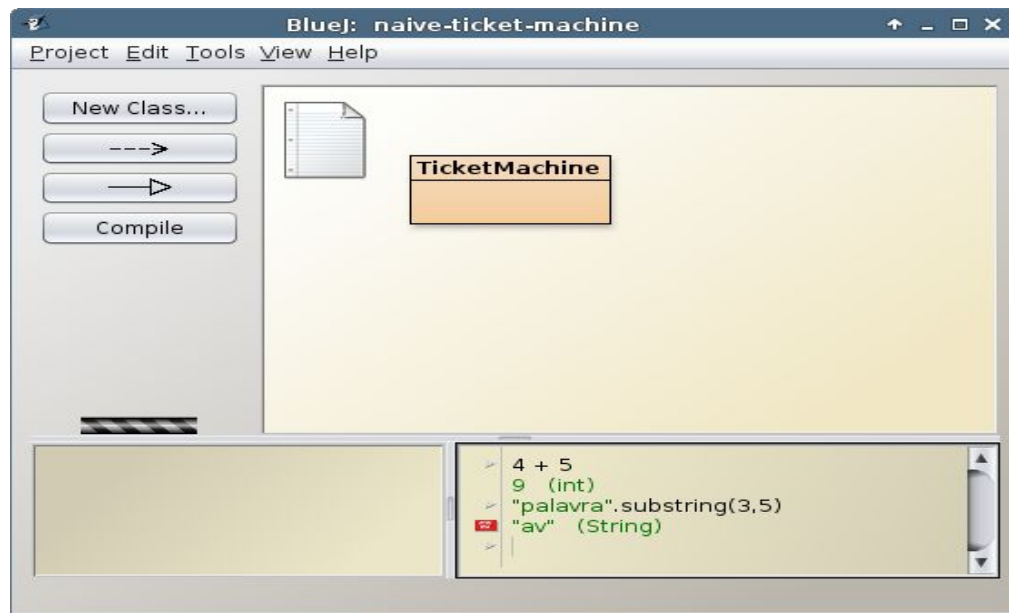 BlueJ: naive-ticket-machine
Project Edit Tools View Help
New Class...
Compile
TicketMachine
4 + 5
9 (int)
"palavra".substring(3,5)
"av" (String)